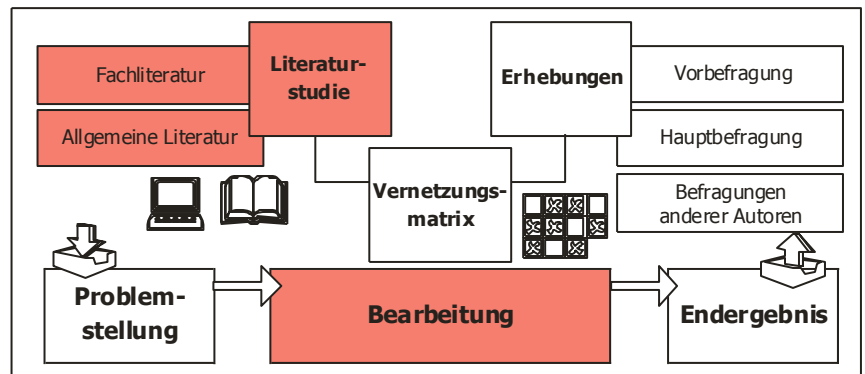 Fachliteratur
Allgemeine Literatur
Literatur-
studie
Erhebungen
Vorbefragung
Hauptbefragung
Befragungen
anderer Autoren
Vernetzungs-
matrix
Problem-
stellung
Bearbeitung
Endergebnis